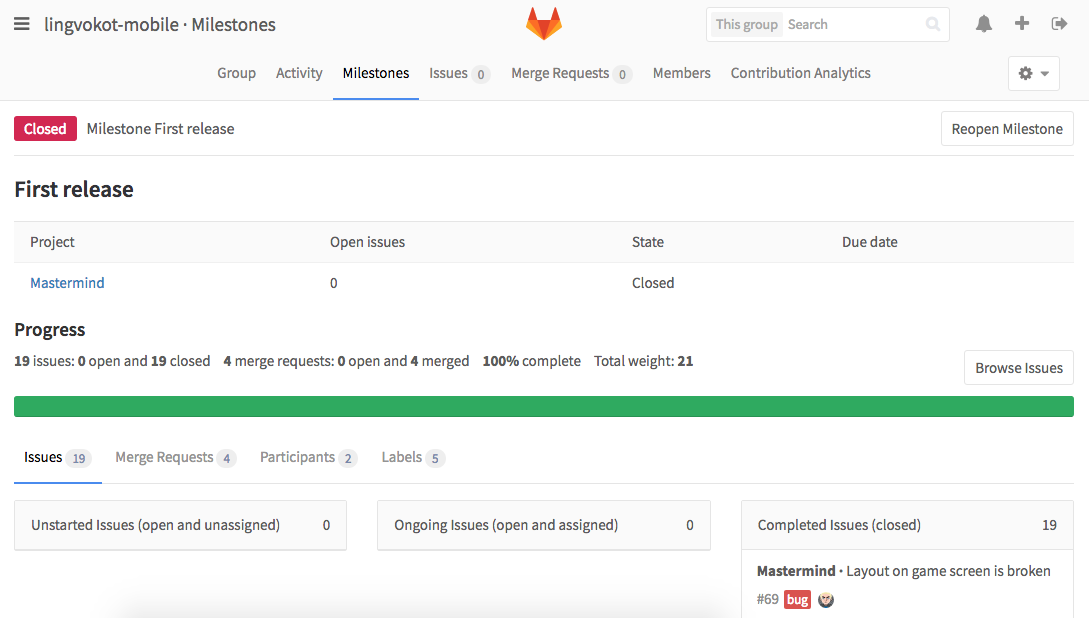 lingvokot-mobile · Milestones
This group Search
Group Activity Milestones Issues 0 Merge Requests 0 Members Contribution Analytics
Closed Milestone First release Reopen Milestone
First release
Project Open issues State Due date
Mastermind 0 Closed
Progress
19 issues: 0 open and 19 closed 4 merge requests: 0 open and 4 merged 100% complete Total weight: 21
Browse Issues
Issues 19 Merge Requests 4 Participants 2 Labels 5
Unstarted Issues (open and unassigned) 0 Ongoing Issues (open and assigned) 0 Completed Issues (closed) 19
Mastermind · Layout on game screen is broken
#69 bug